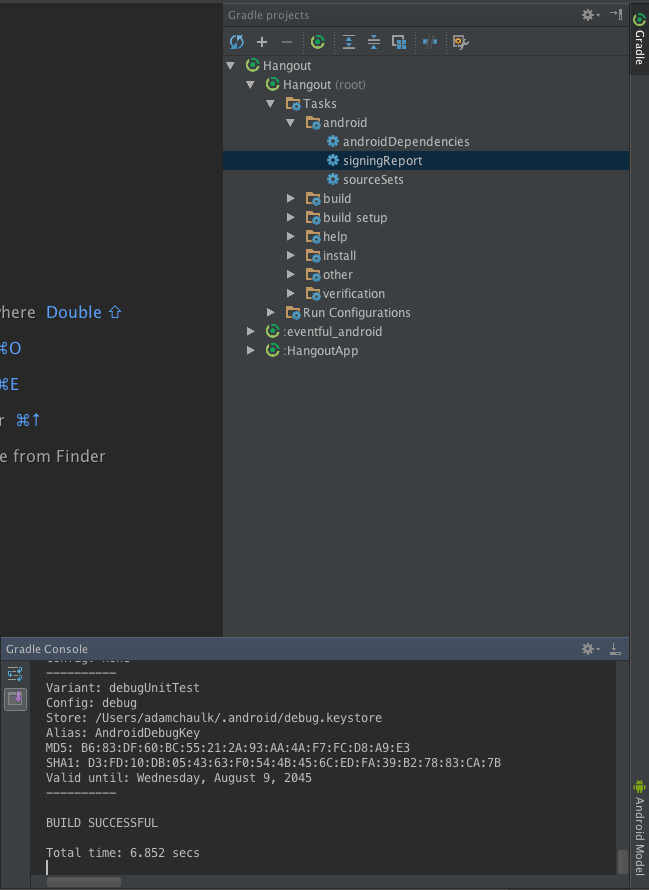 Gradle projects
Hangout
Hangout (root)
Tasks
android
androidDependencies
signingReport
sourceSets
build
build setup
help
install
other
verification
Run Configurations
:eventful_android
:HangoutApp
Gradle
Double ⇧
⌘O
⌘E
⌘↑
from Finder
Gradle Console
----------
Variant: debugUnitTest
Config: debug
Store: /Users/adamchaulk/.android/debug.keystore
Alias: AndroidDebugKey
MD5: B6:83:DF:60:BC:55:21:2A:93:AA:4A:F7:FC:D8:A9:E3
SHA1: D3:FD:10:DB:05:43:63:F0:54:4B:45:6C:ED:FA:39:B2:78:83:CA:7B
Valid until: Wednesday, August 9, 2045
----------
BUILD SUCCESSFUL
Total time: 6.852 secs
Android Model